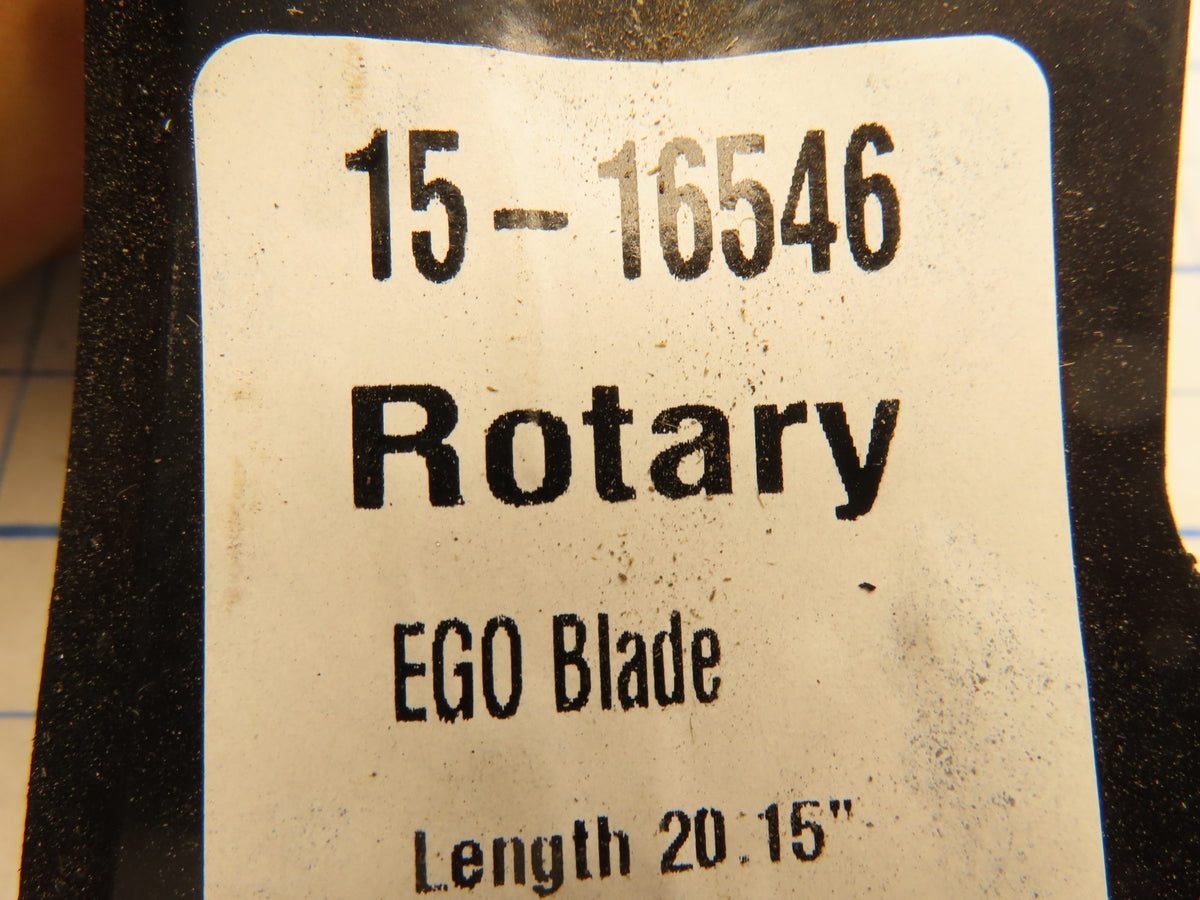 15-16546
Rotary
EGO Blade
Length 20.15"